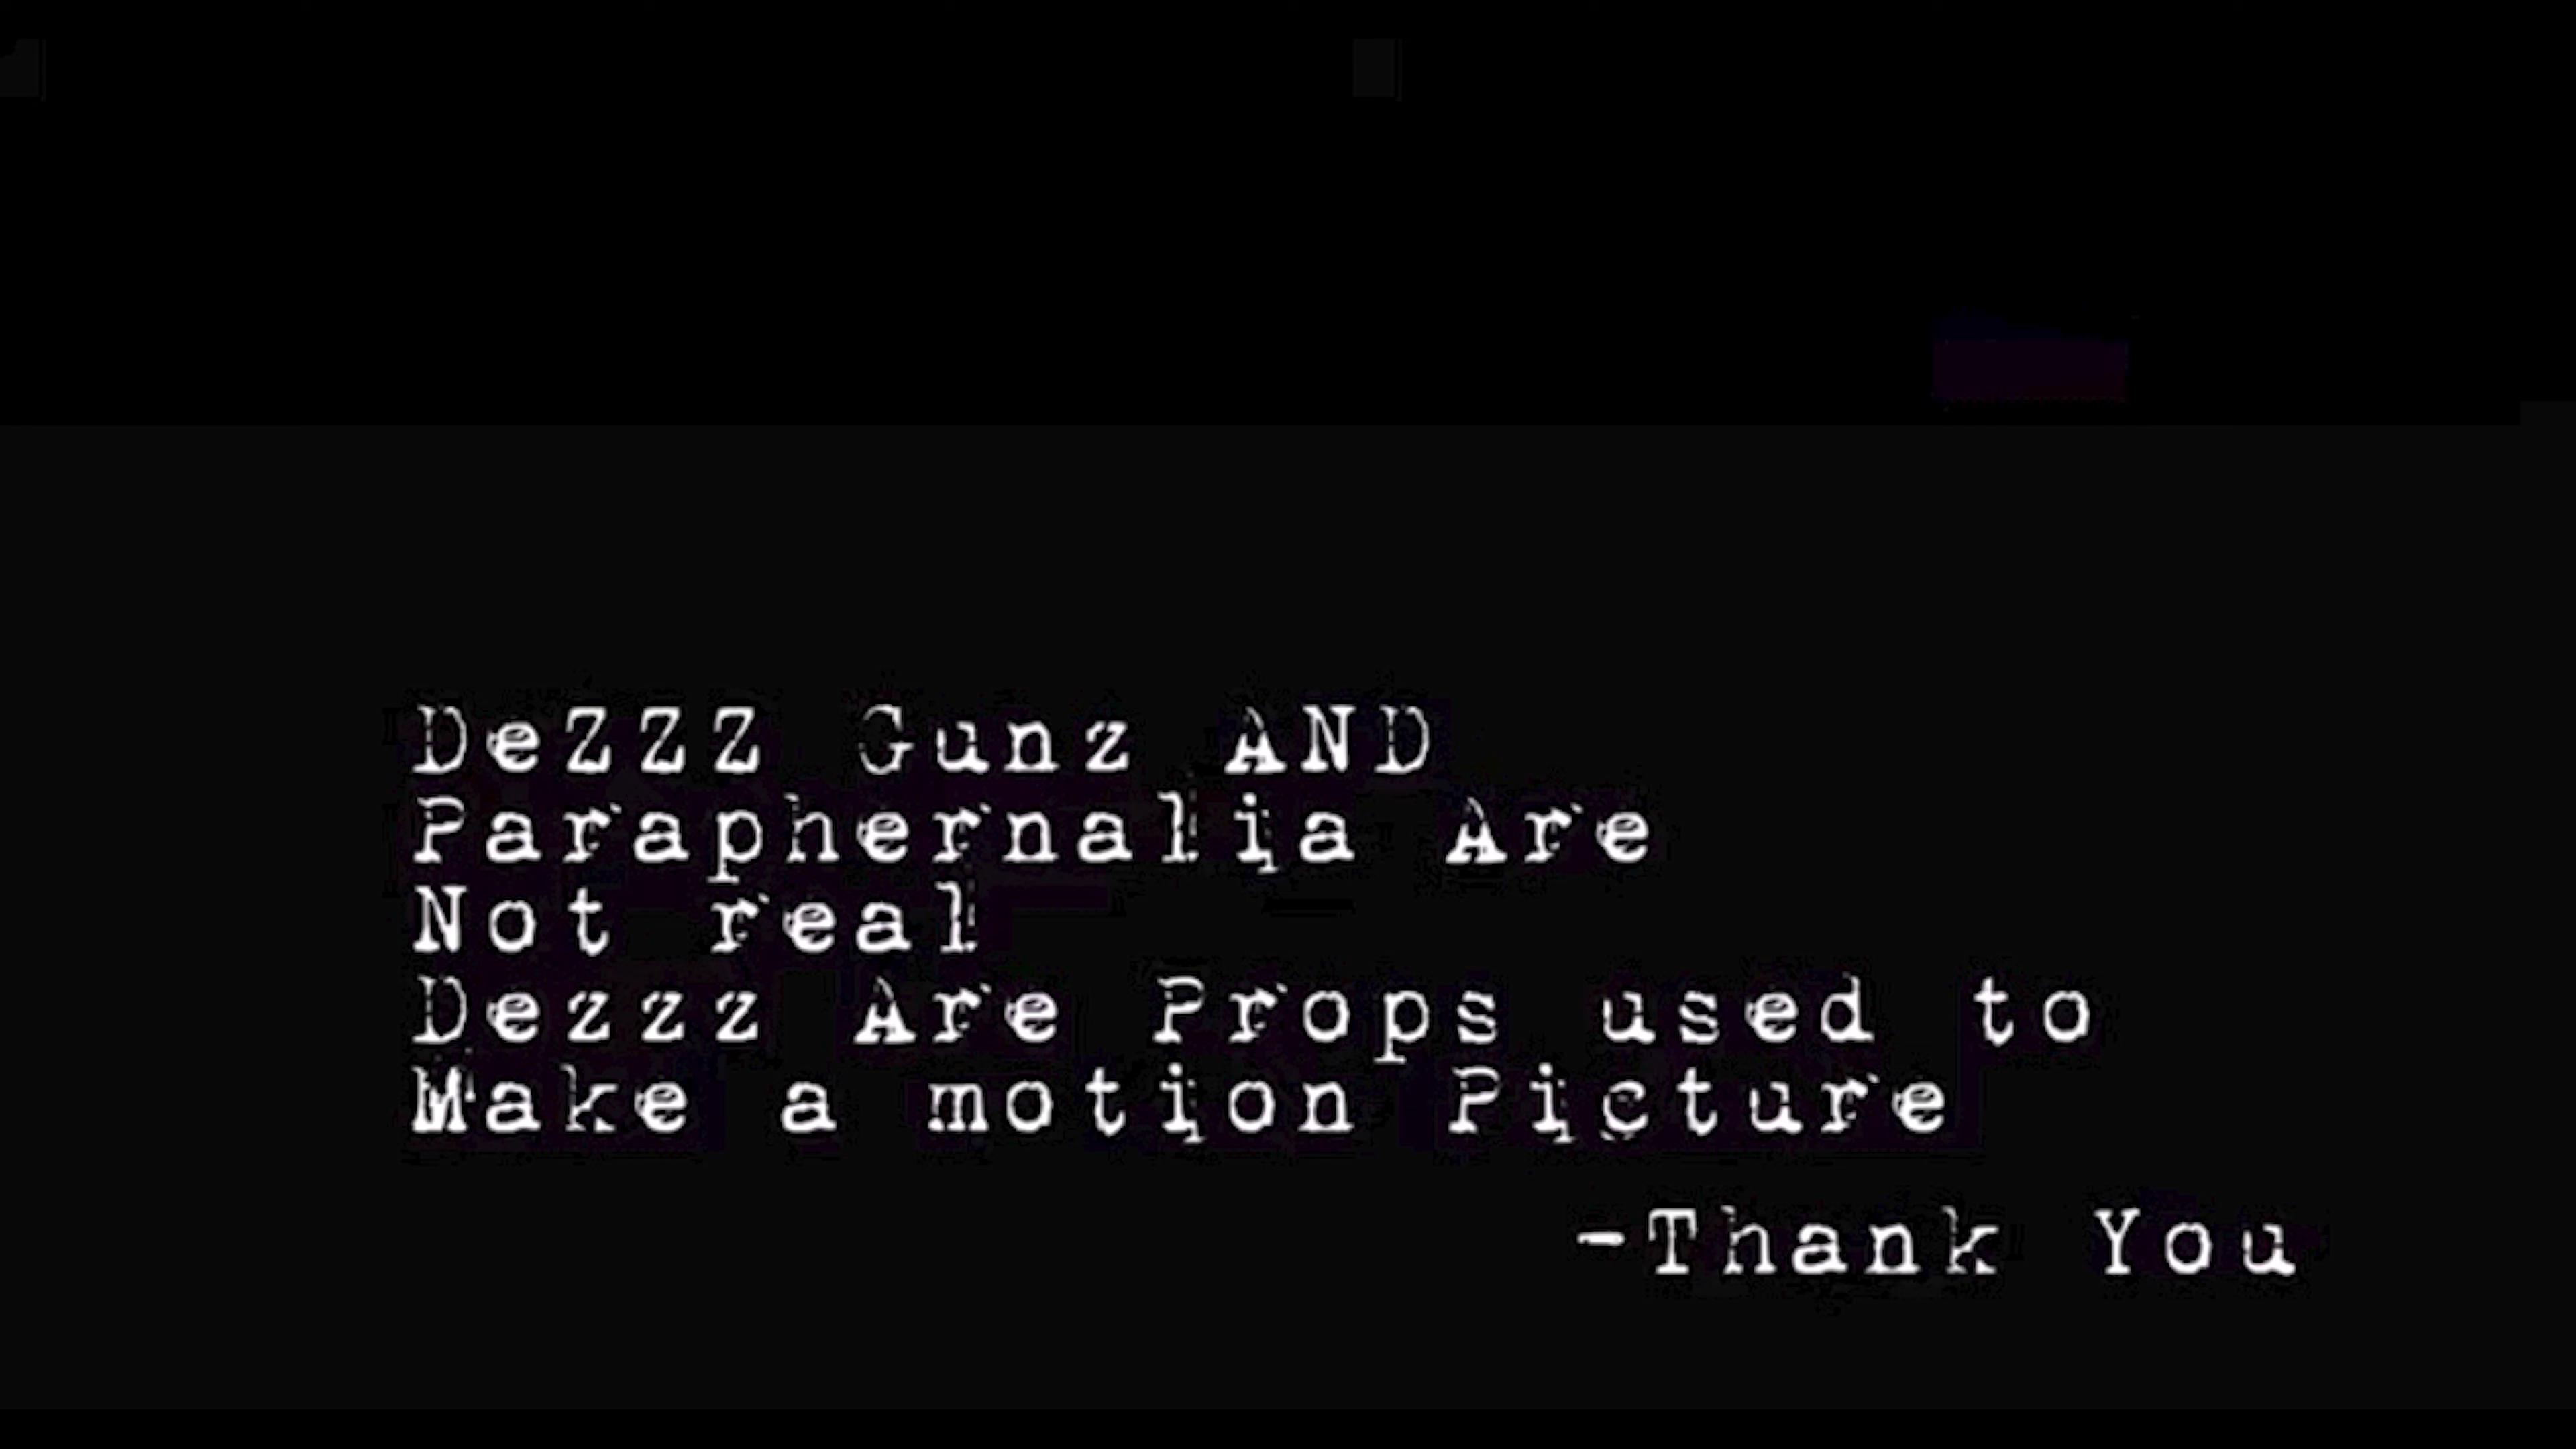 DeZZZ Gunz AND
Paraphernalia Are
Not real
Dezzz Are Props used to
Make a motion Picture
-Thank You